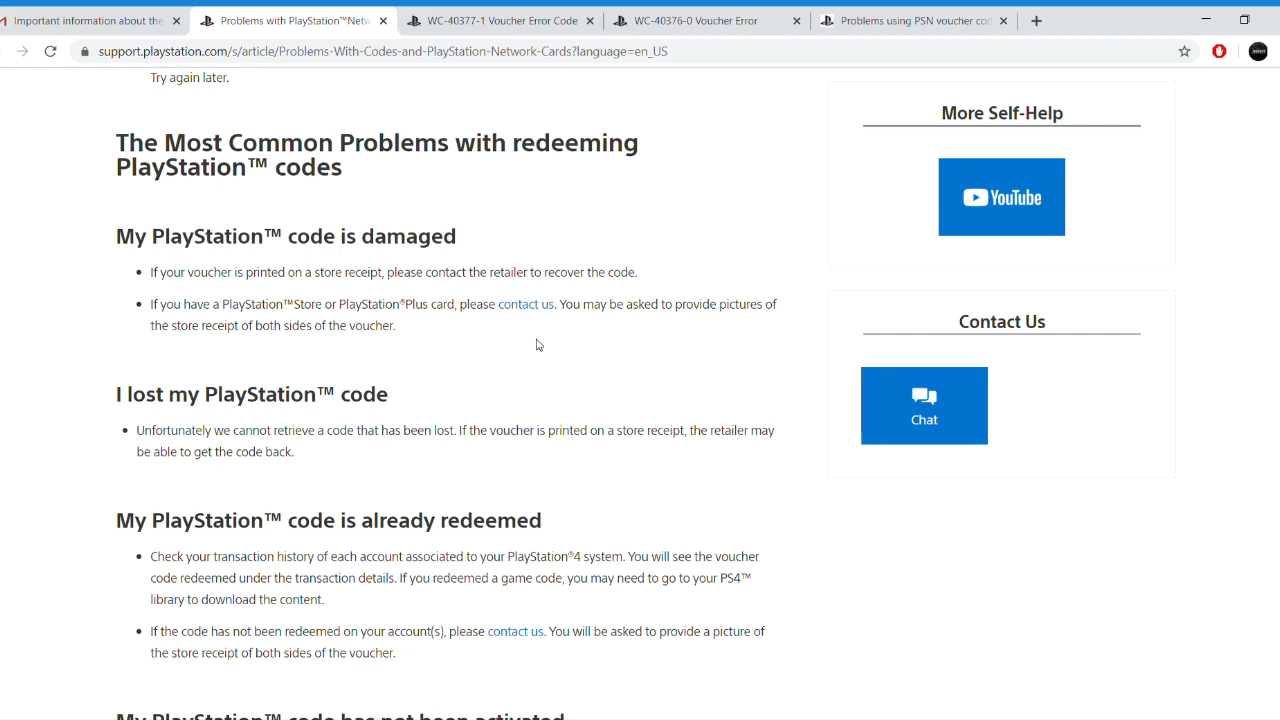 Important information about the
Problems with PlayStation™Netw
WC-40377-1 Voucher Error Code
WC-40376-0 Voucher Error
Problems using PSN voucher co
support.playstation.com/s/article/Problems-With-Codes-and-PlayStation-Network-Cards?language=en_US
Try again later.
The Most Common Problems with redeeming
PlayStation™ codes
My PlayStation™ code is damaged
• If your voucher is printed on a store receipt, please contact the retailer to recover the code.
• If you have a PlayStation™Store or PlayStation®Plus card, please contact us. You may be asked to provide pictures of
the store receipt of both sides of the voucher.
I lost my PlayStation™ code
• Unfortunately we cannot retrieve a code that has been lost. If the voucher is printed on a store receipt, the retailer may
be able to get the code back.
My PlayStation™ code is already redeemed
• Check your transaction history of each account associated to your PlayStation®4 system. You will see the voucher
code redeemed under the transaction details. If you redeemed a game code, you may need to go to your PS4™
library to download the content.
• If the code has not been redeemed on your account(s), please contact us. You will be asked to provide a picture of
the store receipt of both sides of the voucher.
My PlayStation™ code has not been activated
More Self-Help
YouTube
Contact Us
Chat